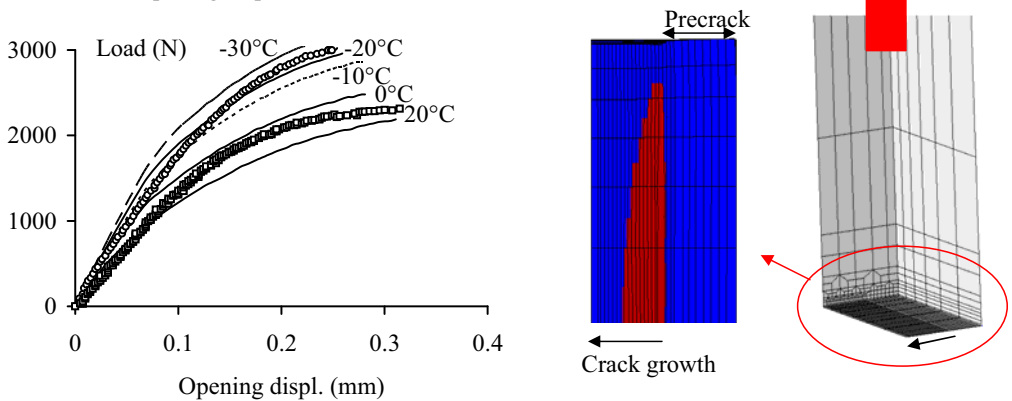 Precrack
3000
Load (N)
-30°C
-20°C
-10°C
2000
0°C
20°C
1000
0
0
0.1
0.2
0.3
0.4
Opening displ. (mm)
Crack growth